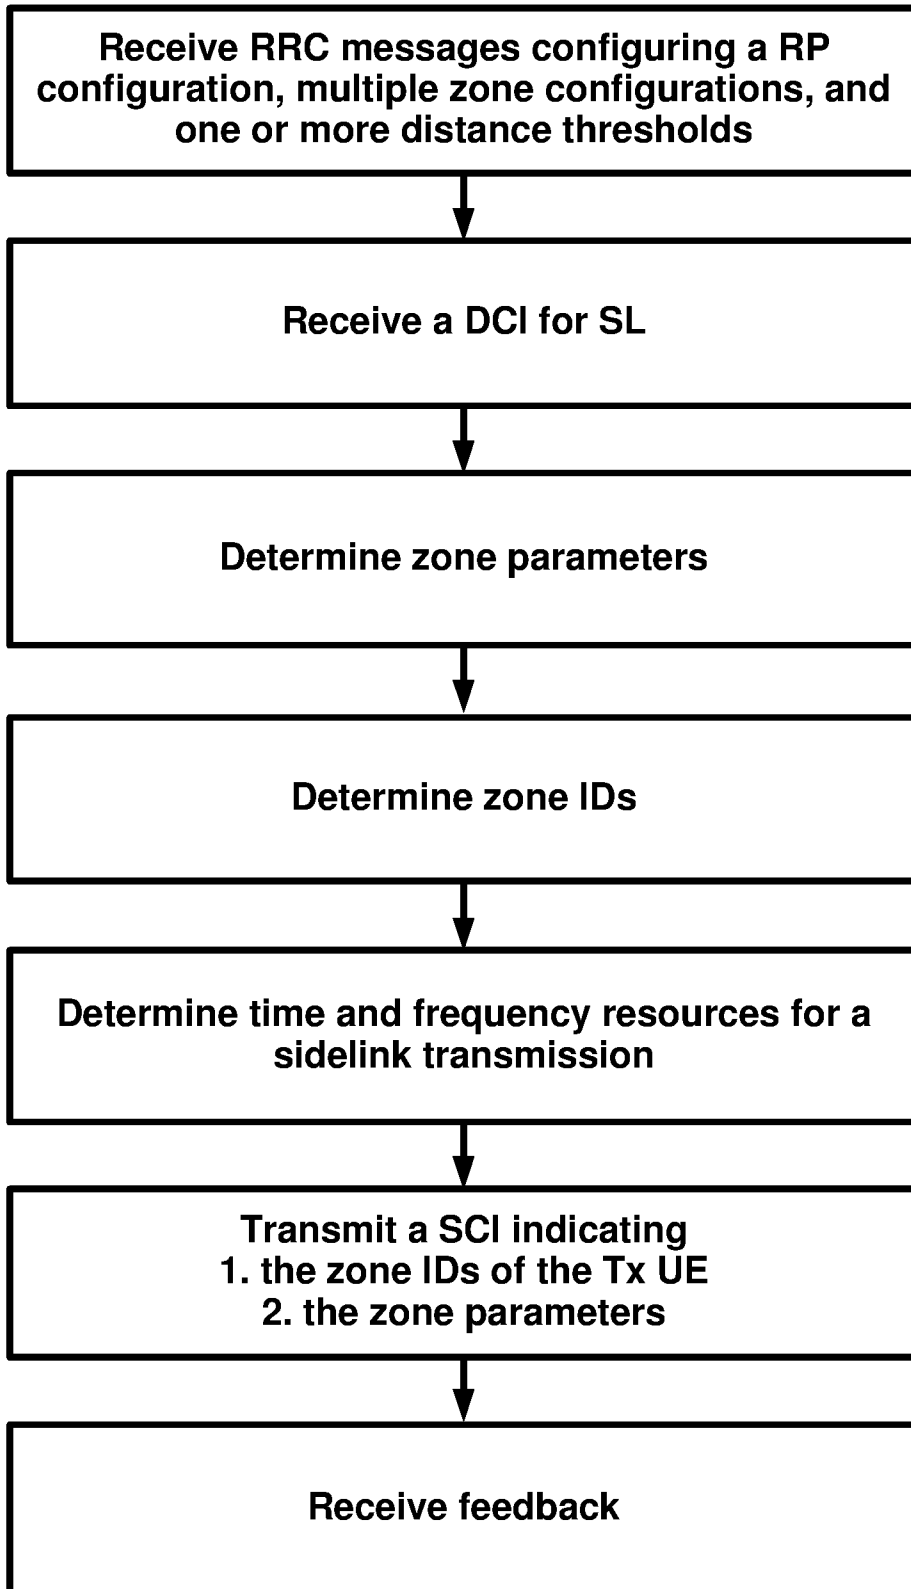 Receive RRC messages configuring a RP
configuration, multiple zone configurations, and
one or more distance thresholds
Receive a DCI for SL
Determine zone parameters
Determine zone IDs
Determine time and frequency resources for a
sidelink transmission
Transmit a SCI indicating
1. the zone IDs of the Tx UE
2. the zone parameters
Receive feedback